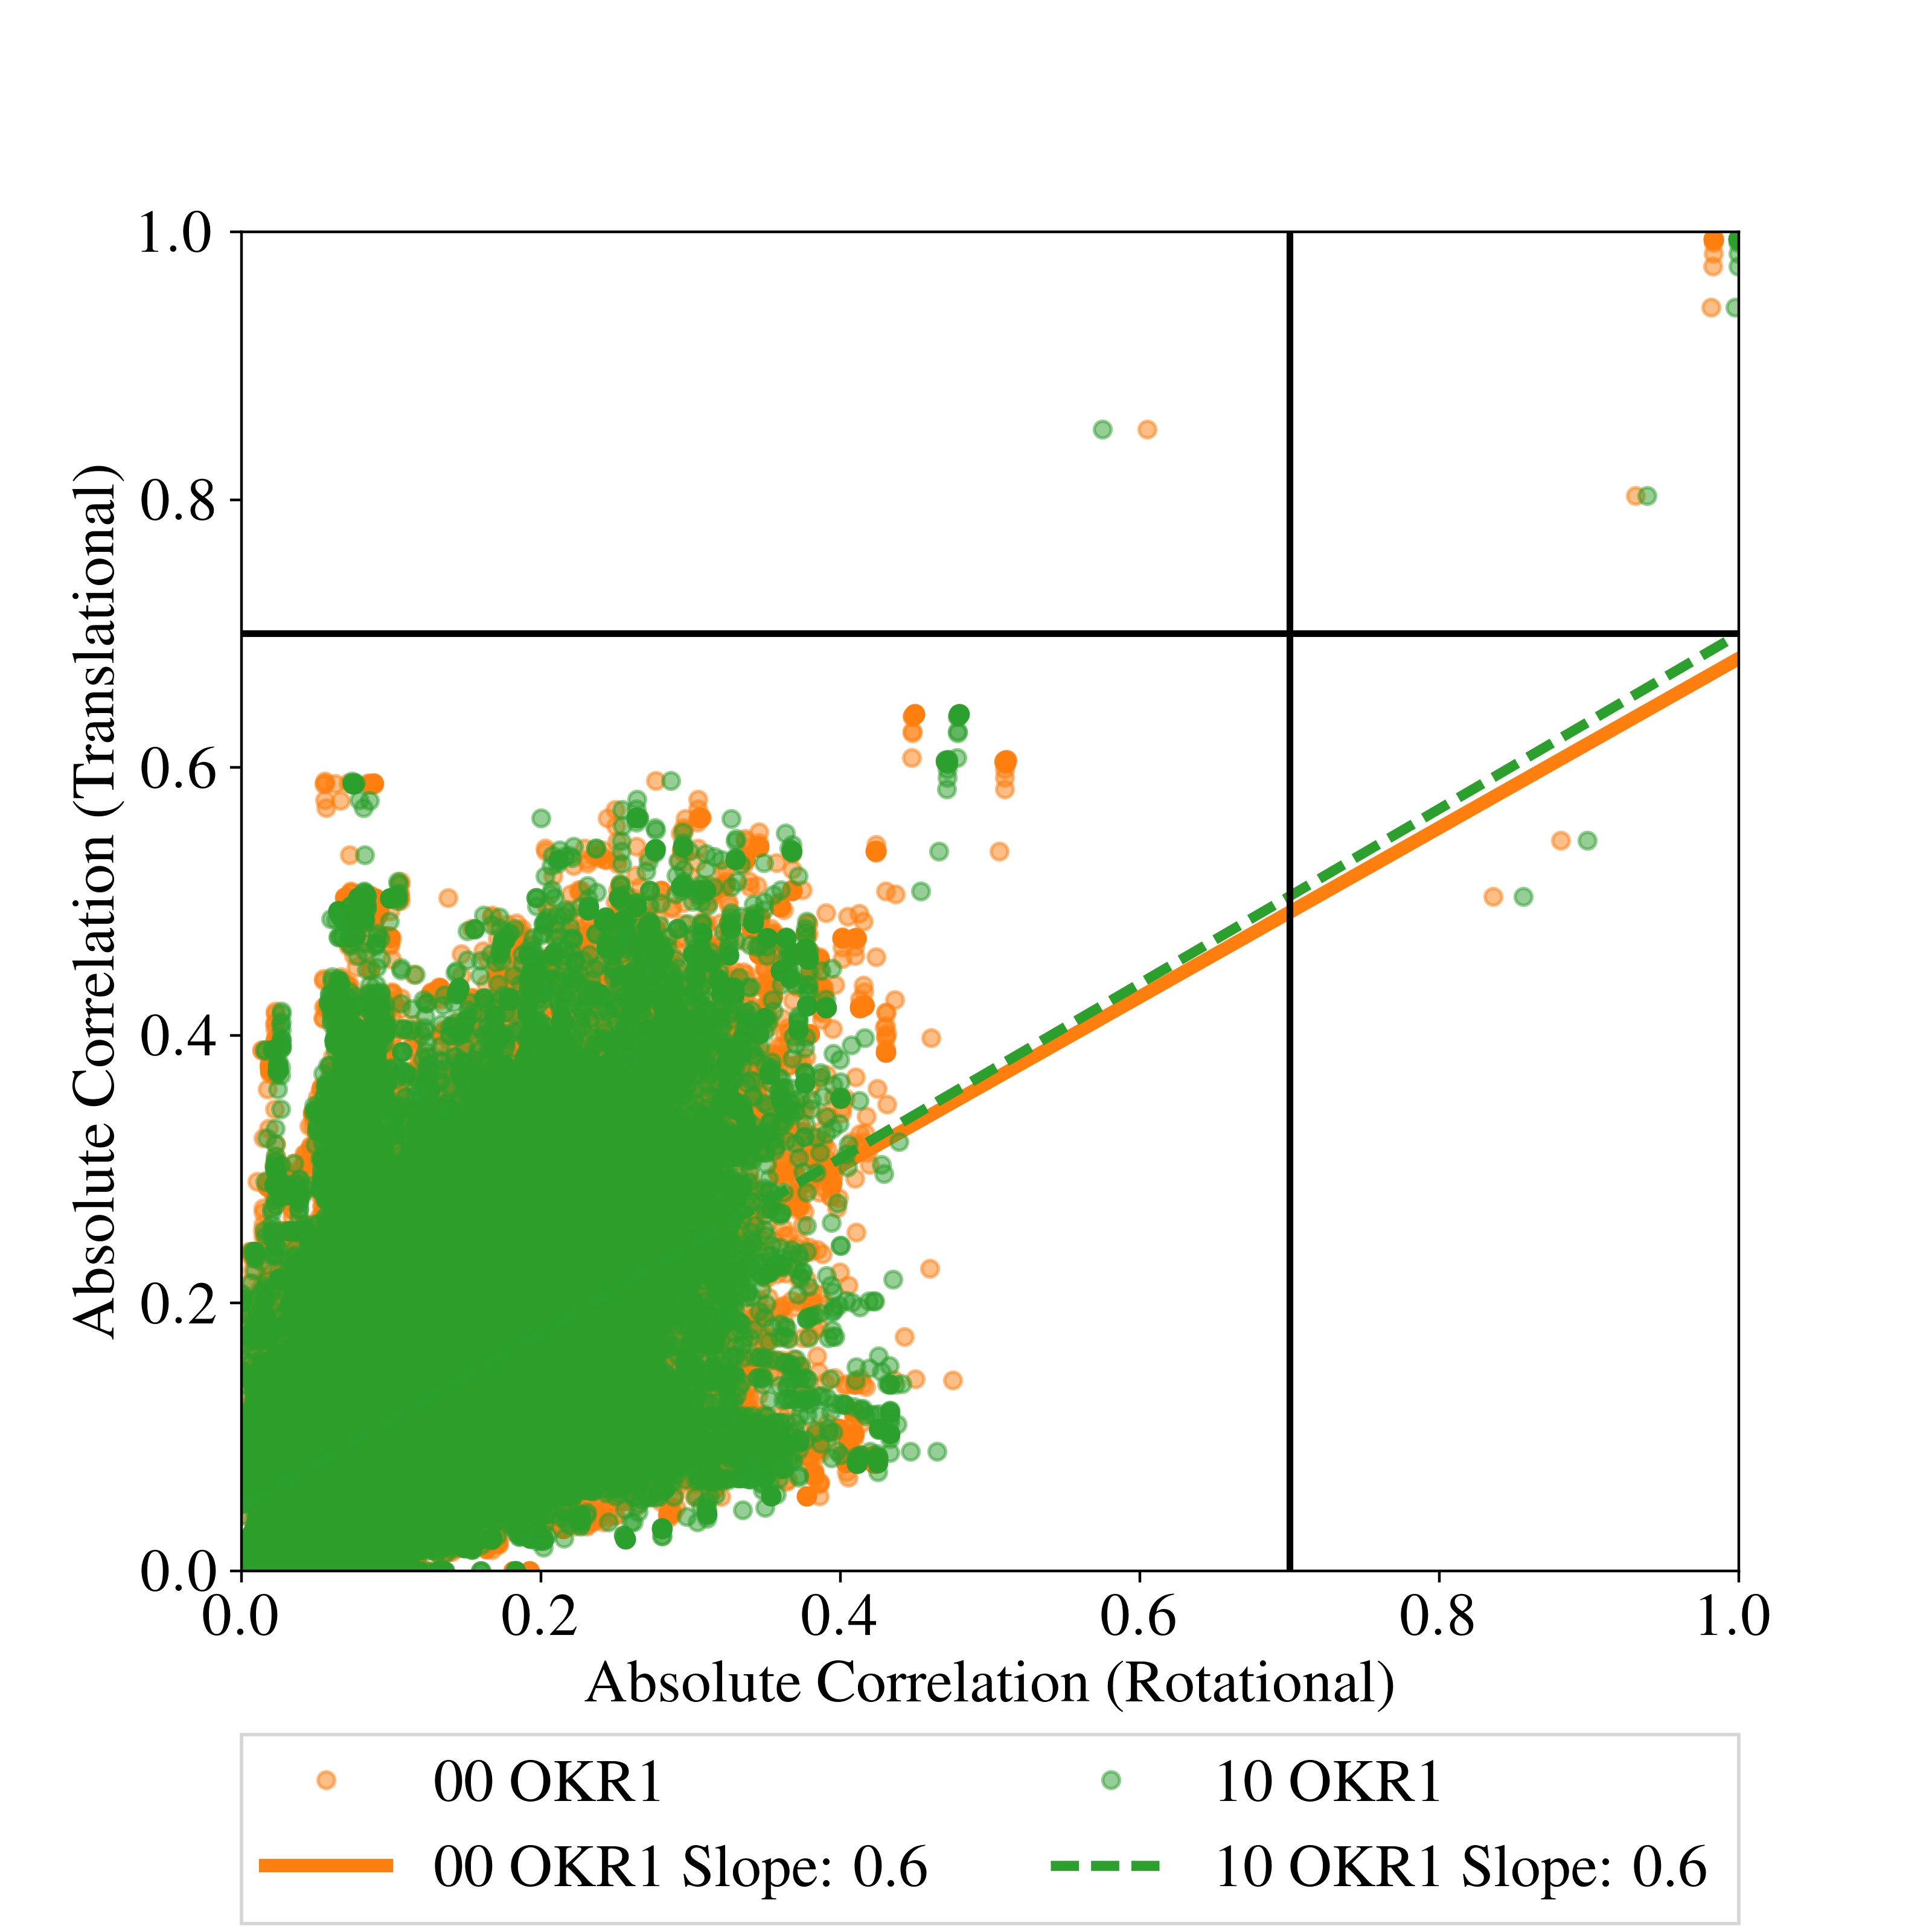 1.0
0.8
0.6
0.4
0.2
0.0
0.0 0.2 0.4 0.6 0.8 1.0
Absolute Correlation (Translational)
Absolute Correlation (Rotational)
00 OKR1 10 OKR1
00 OKR1 Slope: 0.6 10 OKR1 Slope: 0.6